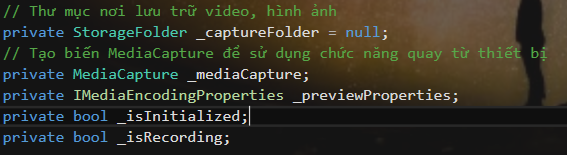 // Thư mục nơi lưu trữ video, hình ảnh
private StorageFolder _captureFolder = null;
// Tạo biến MediaCapture để sử dụng chức năng quay từ thiết bị
private MediaCapture _mediaCapture;
private IMediaEncodingProperties _previewProperties;
private bool _isInitialized;
private bool _isRecording;